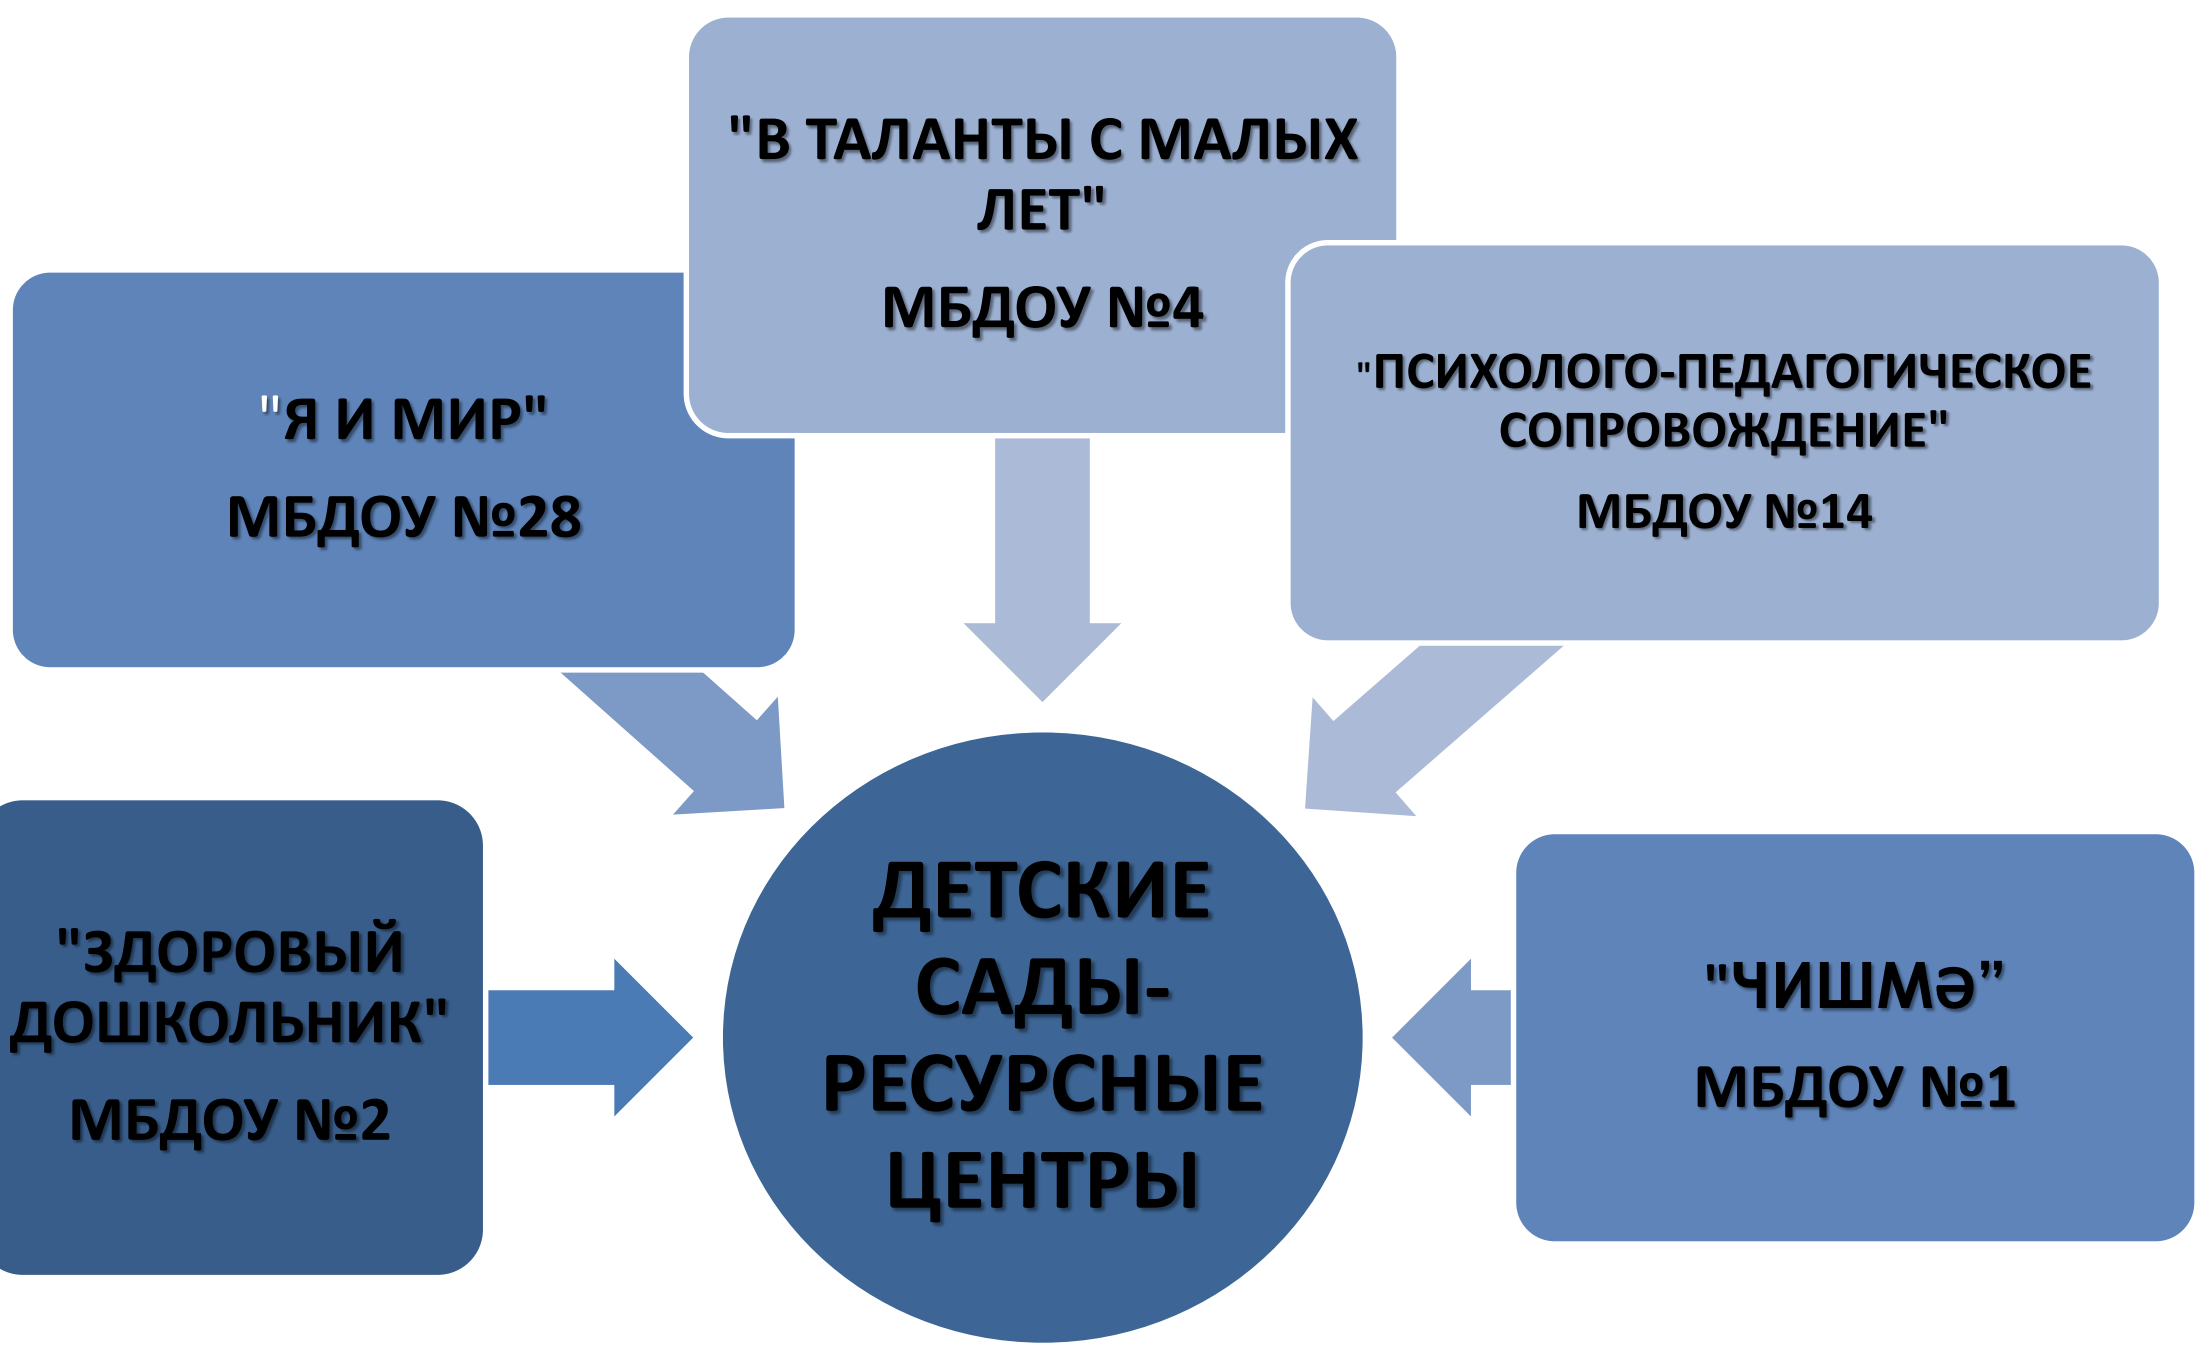 "В ТАЛАНТЫ С МАЛЫХ
ЛЕТ"
МБДОУ №4
"Я И МИР"
МБДОУ №28
"ПСИХОЛОГО-ПЕДАГОГИЧЕСКОЕ
СОПРОВОЖДЕНИЕ"
МБДОУ №14
"ЗДОРОВЫЙ
ДОШКОЛЬНИК"
МБДОУ №2
ДЕТСКИЕ
САДЫ-
РЕСУРСНЫЕ
ЦЕНТРЫ
"ЧИШМӘ”
МБДОУ №1